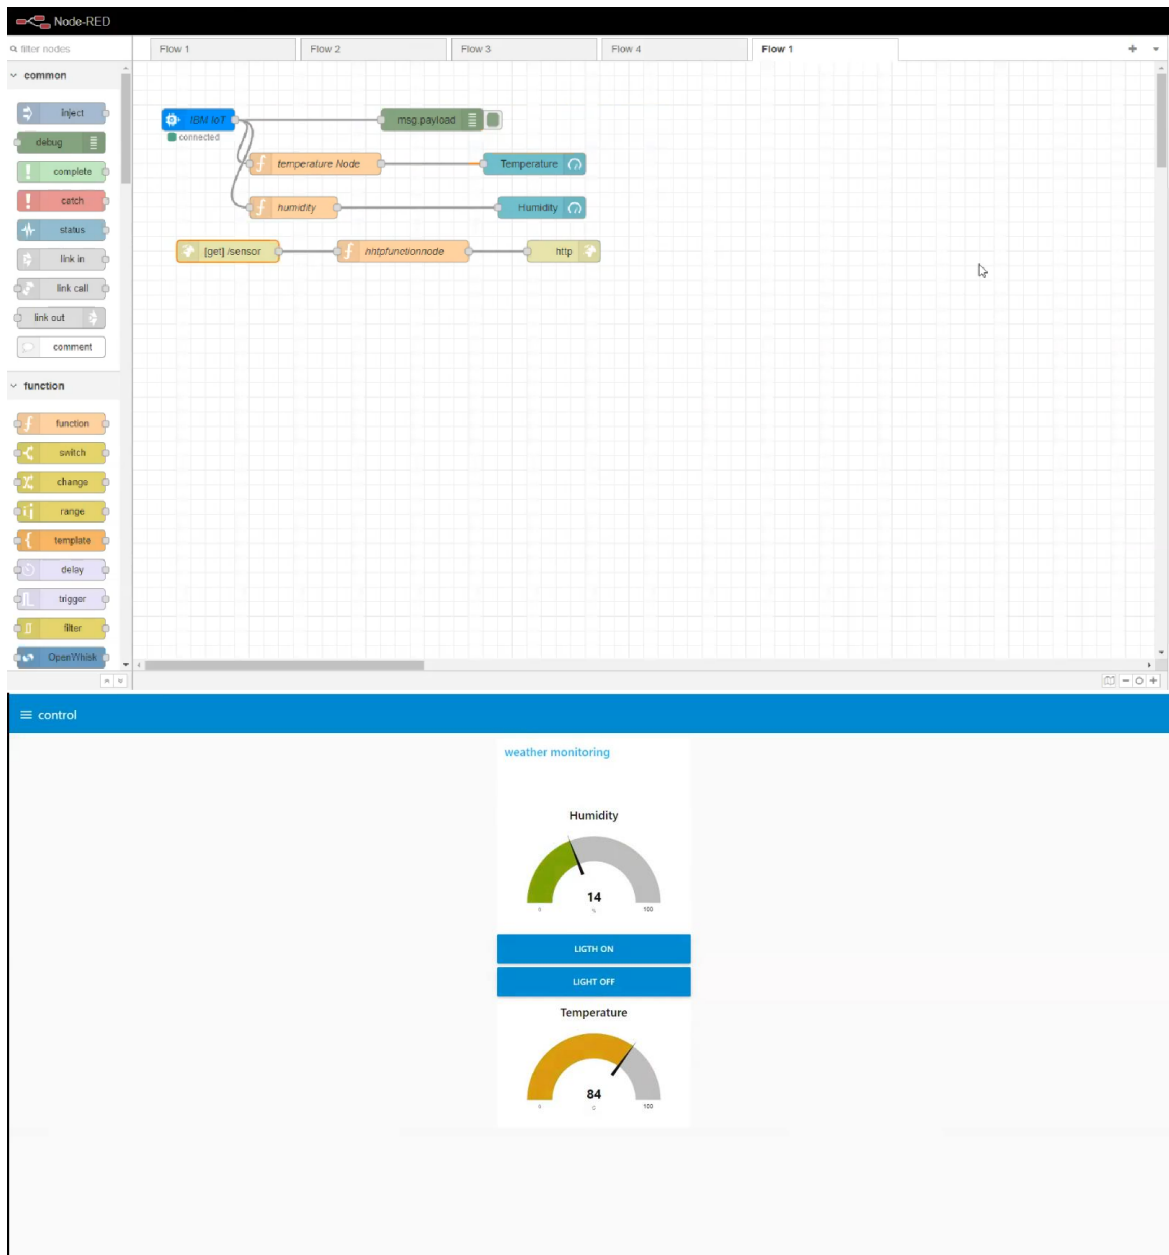 Node-RED
filter nodes
Flow 1
Flow 2
Flow 3
Flow 4
Flow 1
common
inject
debug
complete
catch
status
link in
link call
link out
comment
function
function
switch
change
range
template
delay
trigger
filter
OpenWhisk
IBM IoT
connected
msg.payload
temperature Node
Temperature
humidity
Humidity
[get] /sensor
hhtpfunctionnode
http
control
weather monitoring
Humidity
14
0
%
100
LIGTH ON
LIGHT OFF
Temperature
84
0
C
100